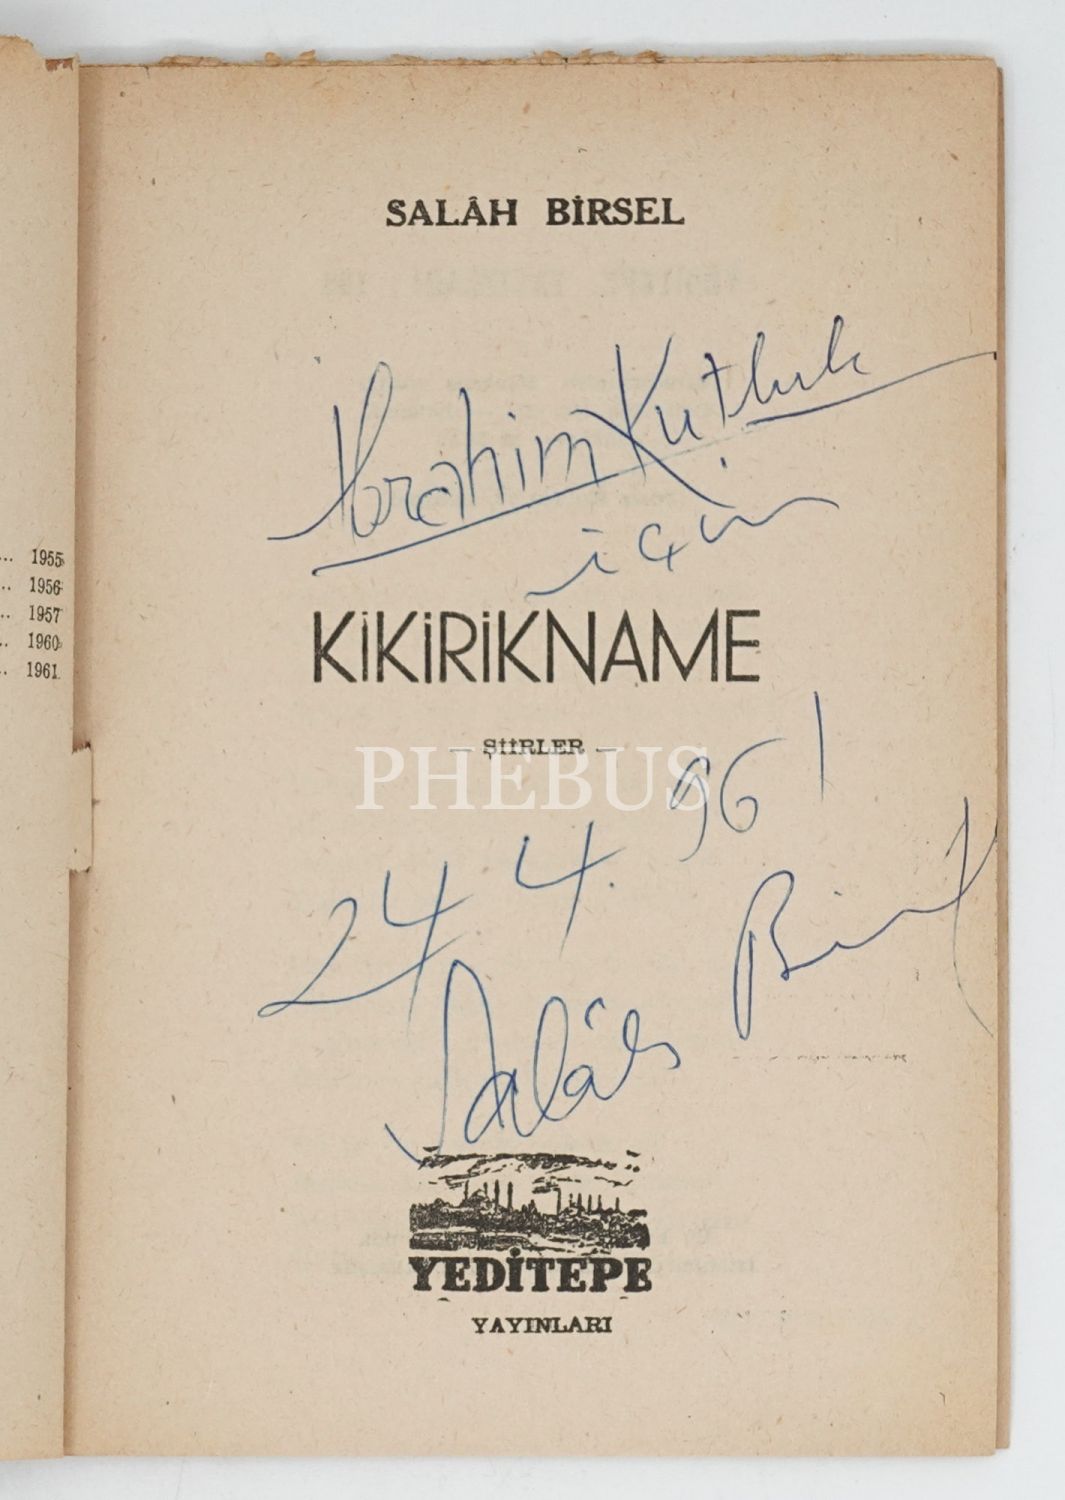 SALÂH BİRSEL
İbrahim Kutluk
için
KİKİRİKNAME
— ŞİİRLER —
PHEBUS
24 4. 961
Salâh Birsel
YEDİTEPE
YAYINLARI
... 1955
.. 1956
.. 1957
.. 1960
.. 1961